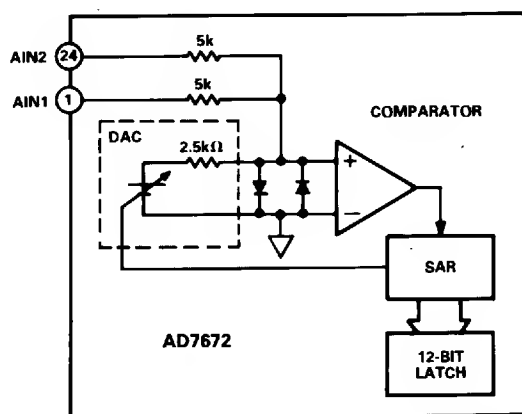 AIN2
24
5k
AIN1
1
5k
COMPARATOR
DAC
2.5kΩ
+
−
SAR
AD7672
12-BIT
LATCH